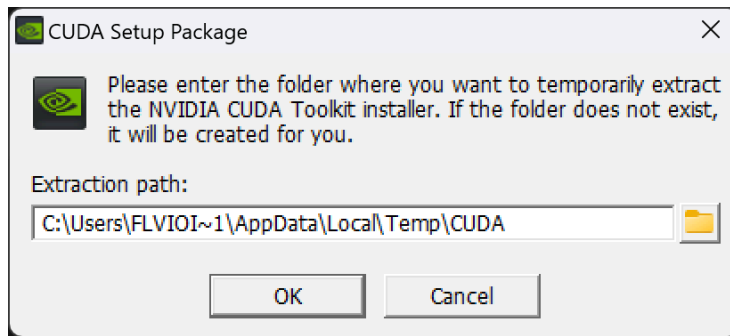 CUDA Setup Package
Please enter the folder where you want to temporarily extract
the NVIDIA CUDA Toolkit installer. If the folder does not exist,
it will be created for you.
Extraction path:
C:\Users\FLVIOI~1\AppData\Local\Temp\CUDA
OK
Cancel